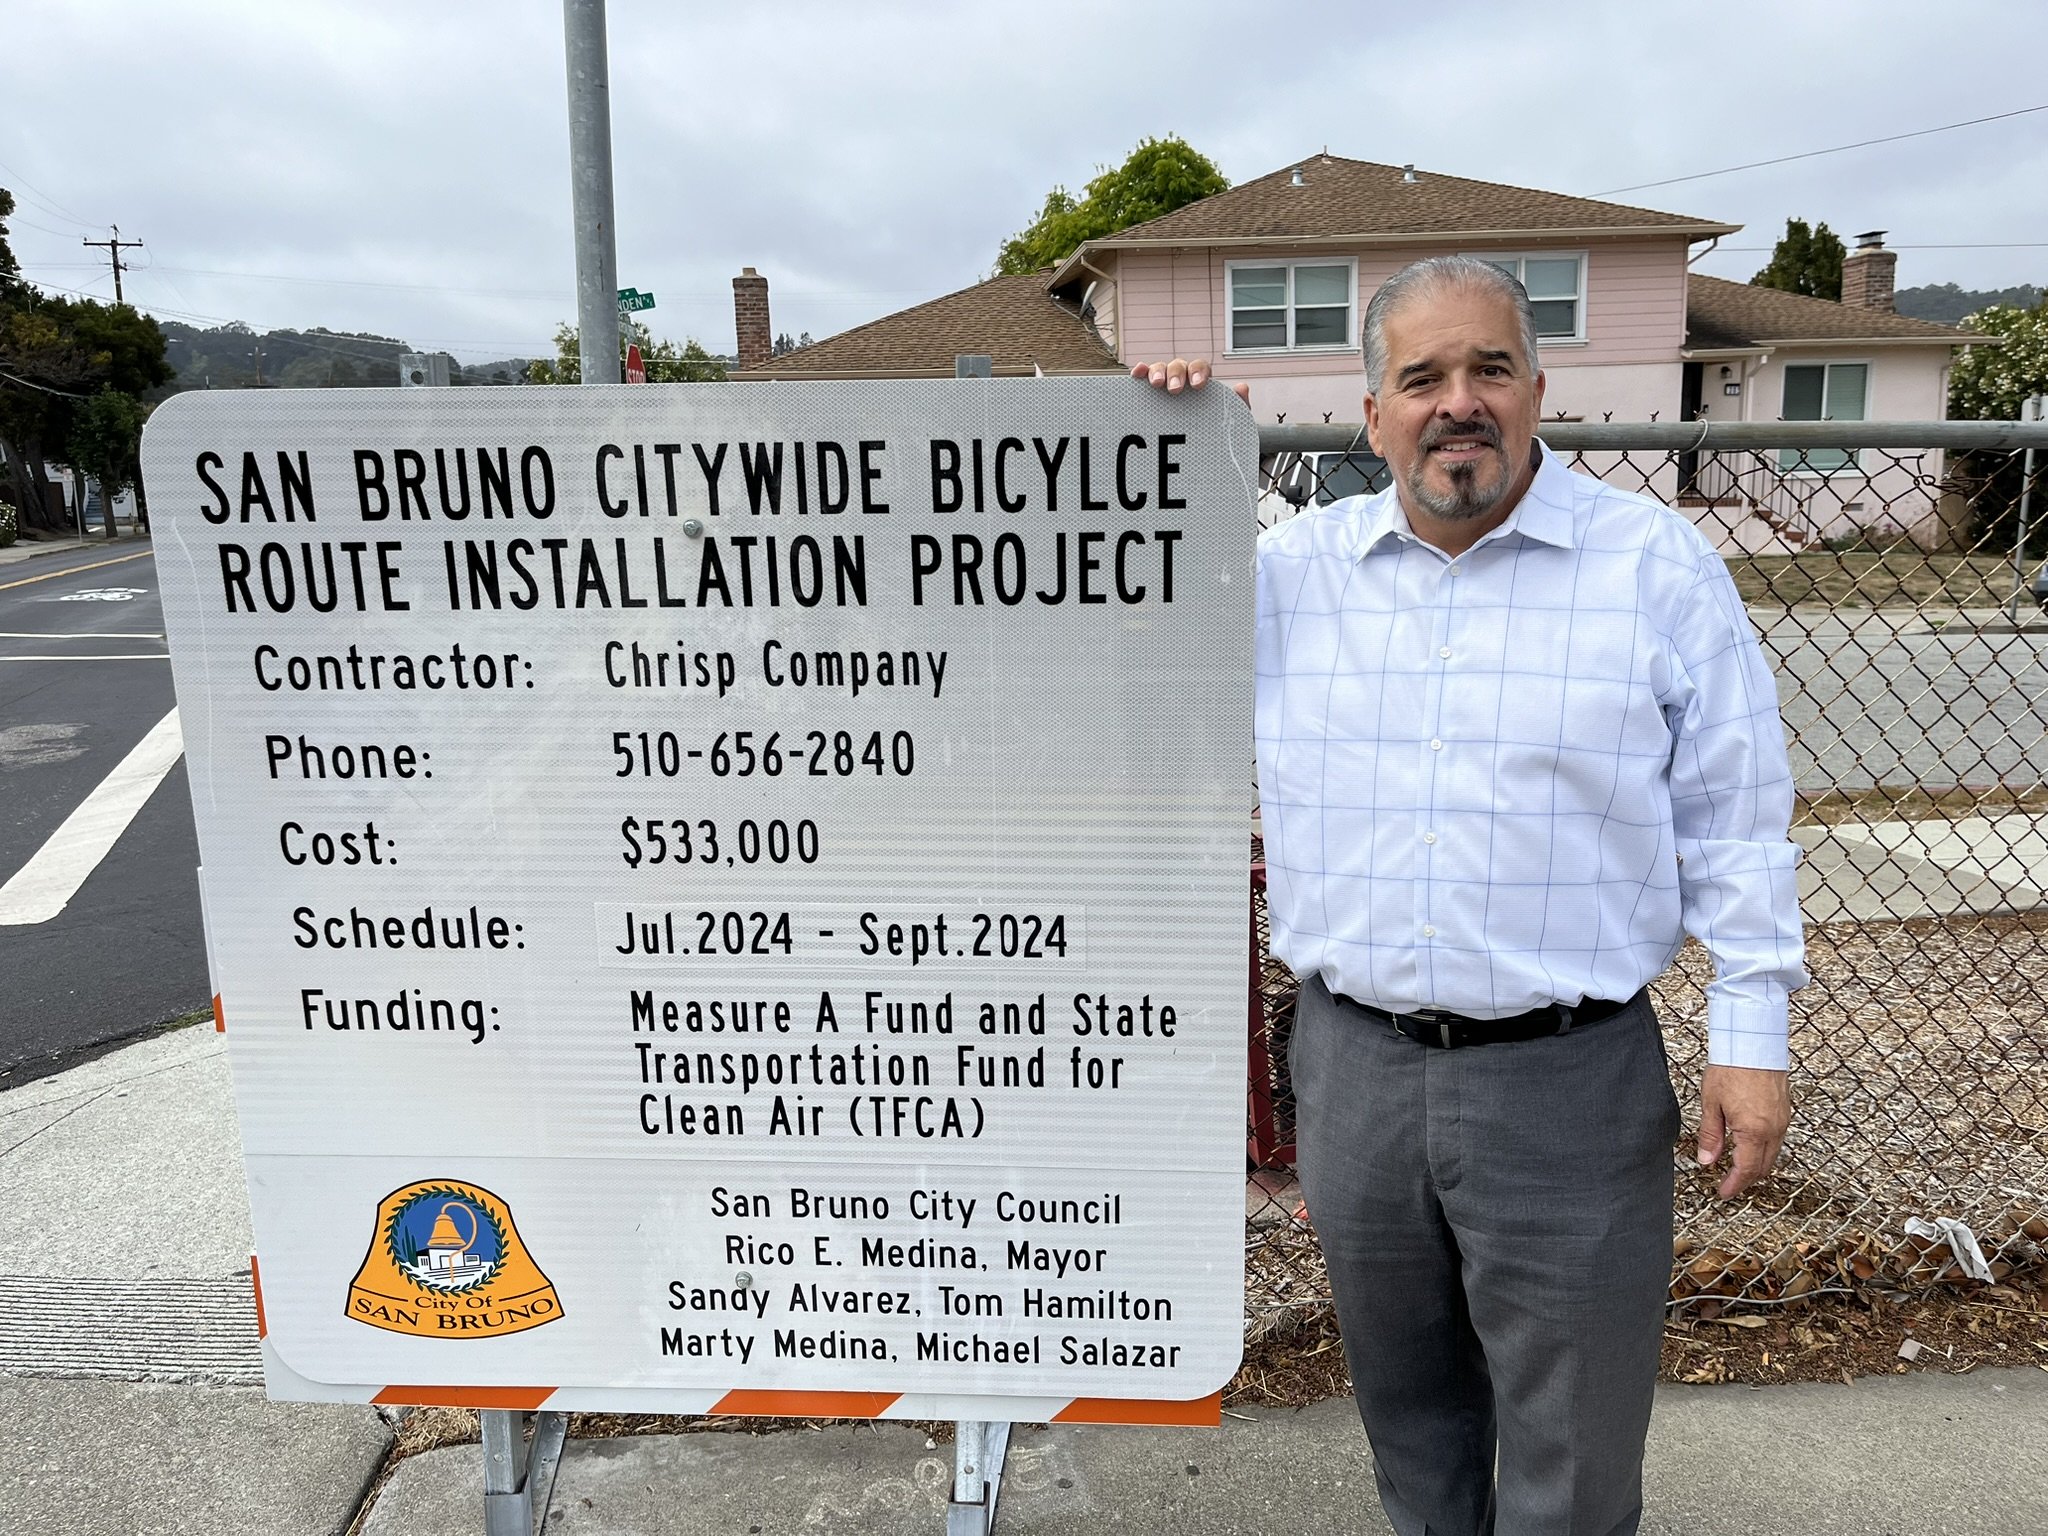 NDEN AV
STOP
SAN BRUNO CITYWIDE BICYLCE
ROUTE INSTALLATION PROJECT
Contractor: Chrisp Company
Phone: 510-656-2840
Cost: $533,000
Schedule: Jul.2024 - Sept.2024
Funding: Measure A Fund and State
Transportation Fund for
Clean Air (TFCA)
City Of
SAN BRUNO
San Bruno City Council
Rico E. Medina, Mayor
Sandy Alvarez, Tom Hamilton
Marty Medina, Michael Salazar